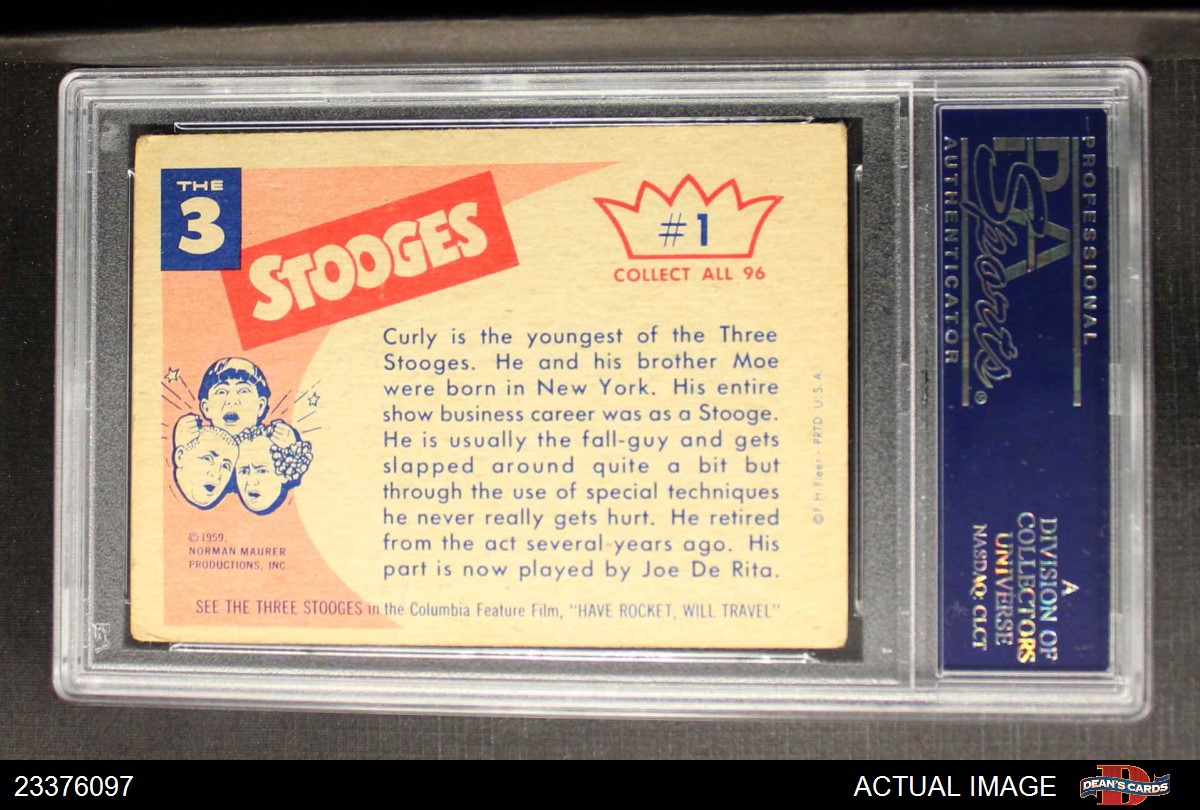 THE
3
STOOGES
#1
COLLECT ALL 96
Curly is the youngest of the Three
Stooges. He and his brother Moe
were born in New York. His entire
show business career was as a Stooge.
He is usually the fall-guy and gets
slapped around quite a bit but
through the use of special techniques
he never really gets hurt. He retired
from the act several years ago. His
part is now played by Joe De Rita.
© F. H. Fleer - PRTD U.S.A.
© 1959,
NORMAN MAURER
PRODUCTIONS, INC.
SEE THE THREE STOOGES in the Columbia Feature Film, "HAVE ROCKET, WILL TRAVEL"
PROFESSIONAL
PSA
Sports®
AUTHENTICATOR
A
DIVISION OF
COLLECTORS
UNIVERSE
NASDAQ: CLCT
23376097
ACTUAL IMAGE
D
DEAN'S CARDS